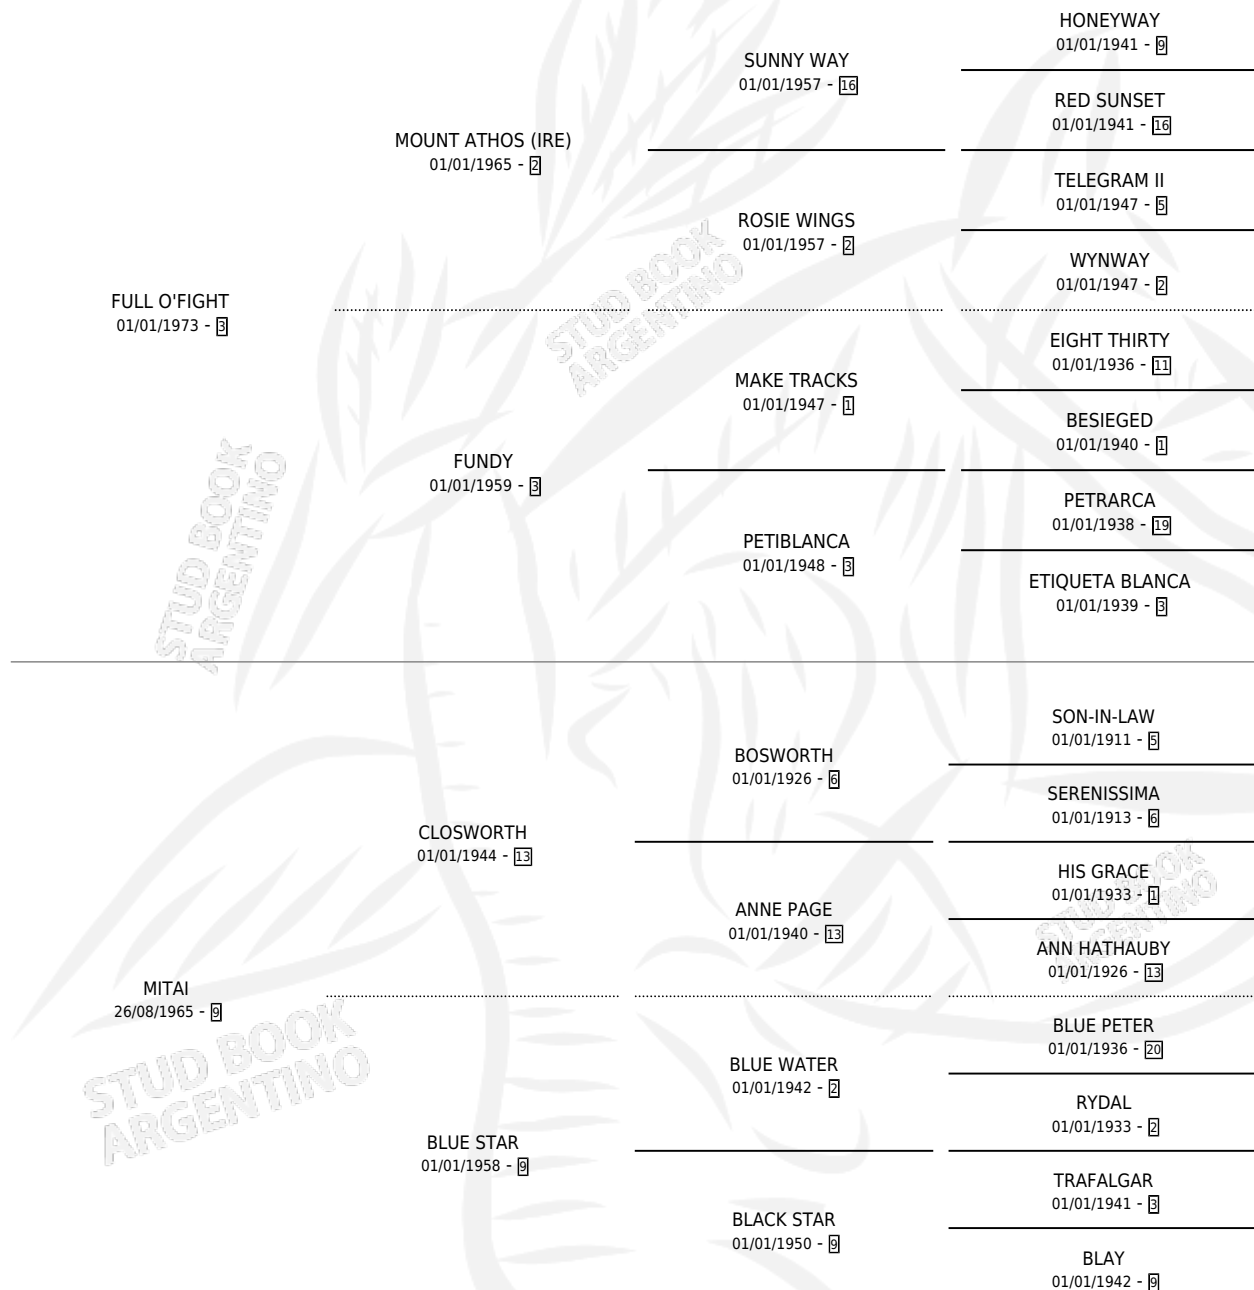 HONEYWAY
01/01/1941 - 9
SUNNY WAY
01/01/1957 - 16
RED SUNSET
01/01/1941 - 16
MOUNT ATHOS (IRE)
01/01/1965 - 2
TELEGRAM II
01/01/1947 - 5
ROSIE WINGS
01/01/1957 - 2
WYNWAY
01/01/1947 - 2
FULL O'FIGHT
01/01/1973 - 3
EIGHT THIRTY
01/01/1936 - 11
MAKE TRACKS
01/01/1947 - 1
BESIEGED
01/01/1940 - 1
FUNDY
01/01/1959 - 3
PETRARCA
01/01/1938 - 19
PETIBLANCA
01/01/1948 - 3
ETIQUETA BLANCA
01/01/1939 - 3
SON-IN-LAW
01/01/1911 - 5
BOSWORTH
01/01/1926 - 6
SERENISSIMA
01/01/1913 - 6
CLOSWORTH
01/01/1944 - 13
HIS GRACE
01/01/1933 - 1
ANNE PAGE
01/01/1940 - 13
ANN HATHAUBY
01/01/1926 - 13
MITAI
26/08/1965 - 9
BLUE PETER
01/01/1936 - 20
BLUE WATER
01/01/1942 - 2
RYDAL
01/01/1933 - 2
BLUE STAR
01/01/1958 - 9
TRAFALGAR
01/01/1941 - 3
BLACK STAR
01/01/1950 - 9
BLAY
01/01/1942 - 9
STUD BOOK
ARGENTINO
STUD BOOK
ARGENTINO
STUD BOOK
ARGENTINO
STUD BOOK
ARGENTINO